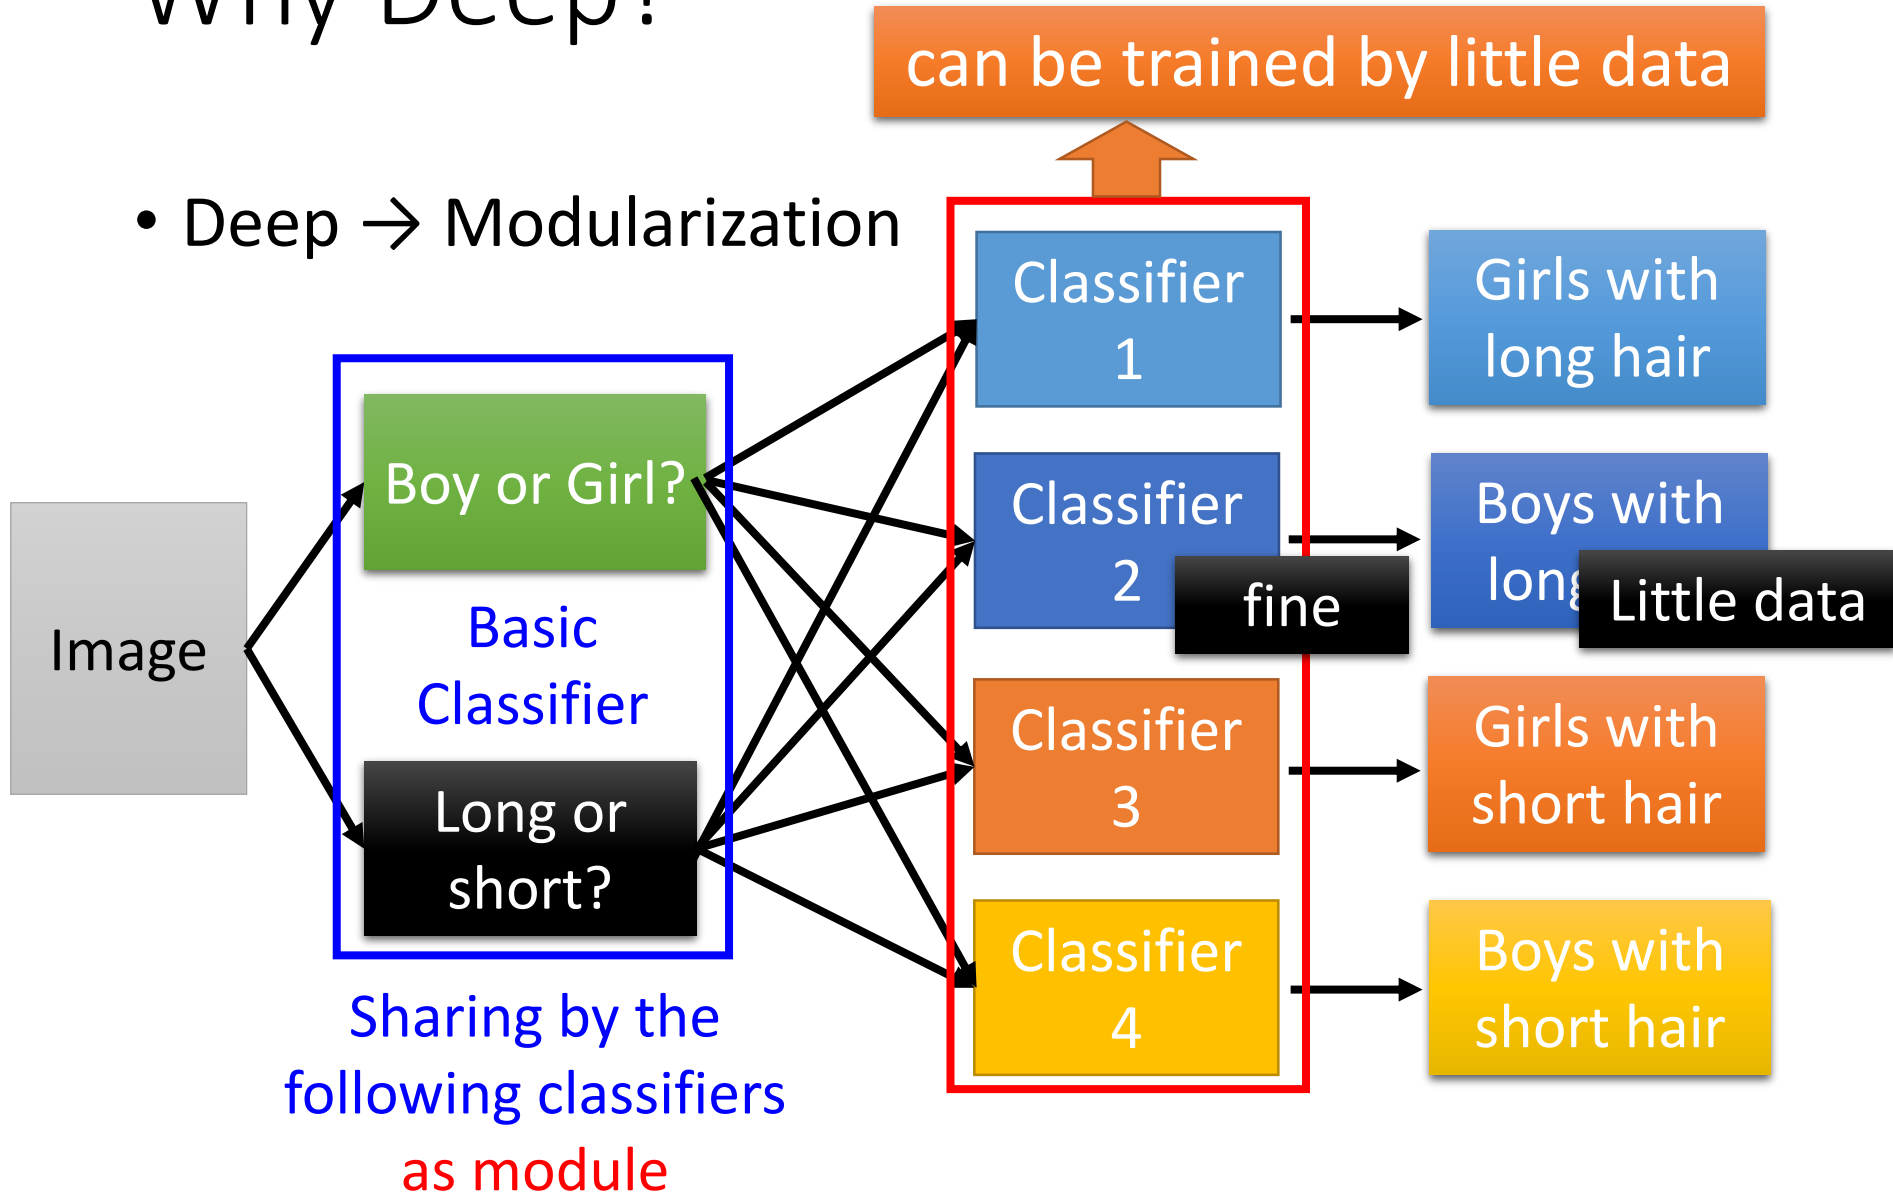 Why Deep?
can be trained by little data
• Deep → Modularization
Image
Boy or Girl?
Basic
Classifier
Long or
short?
Sharing by the
following classifiers
as module
Classifier
1
Girls with
long hair
Classifier
2
fine
Boys with
long
Little data
Classifier
3
Girls with
short hair
Classifier
4
Boys with
short hair